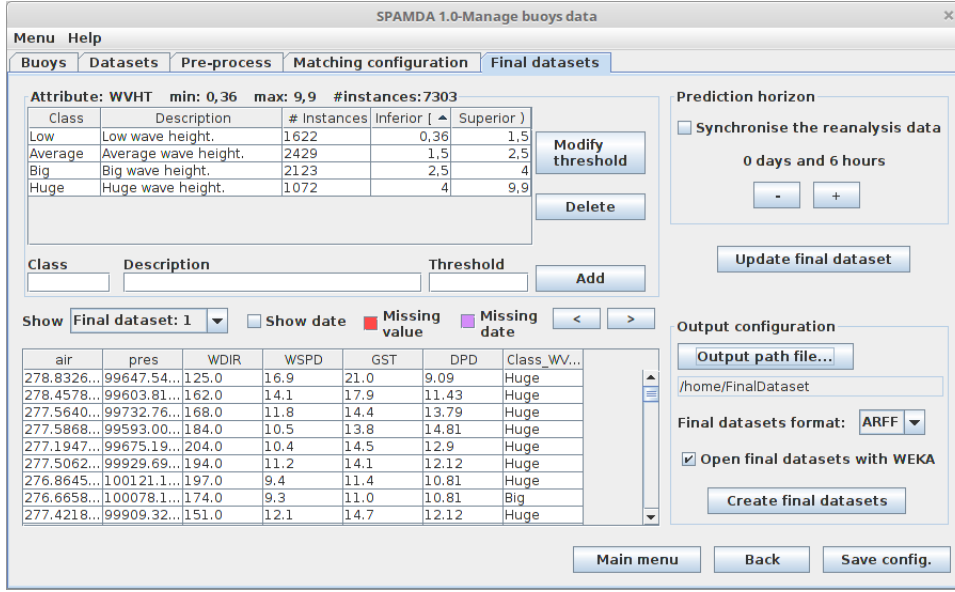 SPAMDA 1.0-Manage buoys data ×
Menu Help
Buoys Datasets Pre-process Matching configuration Final datasets
Attribute: WVHT min: 0,36 max: 9,9 #instances:7303
Class Description # Instances Inferior [ Superior )
Low Low wave height. 1622 0,36 1,5
Average Average wave height. 2429 1,5 2,5
Big Big wave height. 2123 2,5 4
Huge Huge wave height. 1072 4 9,9
Modify
threshold
Delete
Class Description Threshold
Add
Prediction horizon
Synchronise the reanalysis data
0 days and 6 hours
- +
Update final dataset
Show Final dataset: 1 Show date Missing
value Missing
date < >
air pres WDIR WSPD GST DPD Class_WV...
278.8326... 99647.54... 125.0 16.9 21.0 9.09 Huge
278.4578... 99603.81... 162.0 14.1 17.9 11.43 Huge
277.5640... 99732.76... 168.0 11.8 14.4 13.79 Huge
277.5868... 99593.00... 184.0 10.5 13.8 14.81 Huge
277.1947... 99675.19... 204.0 10.4 14.5 12.9 Huge
277.5062... 99929.69... 194.0 11.2 14.1 12.12 Huge
276.8645... 100121.1... 197.0 9.4 11.4 10.81 Huge
276.6658... 100078.1... 174.0 9.3 11.0 10.81 Big
277.4218... 99909.32... 151.0 12.1 14.7 12.12 Huge
Output configuration
Output path file...
/home/FinalDataset
Final datasets format: ARFF
Open final datasets with WEKA
Create final datasets
Main menu Back Save config.